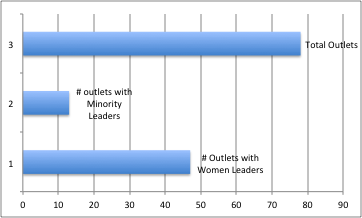 3
Total Outlets
2
# outlets with
Minority
Leaders
1
# Outlets with
Women Leaders
0 10 20 30 40 50 60 70 80 90